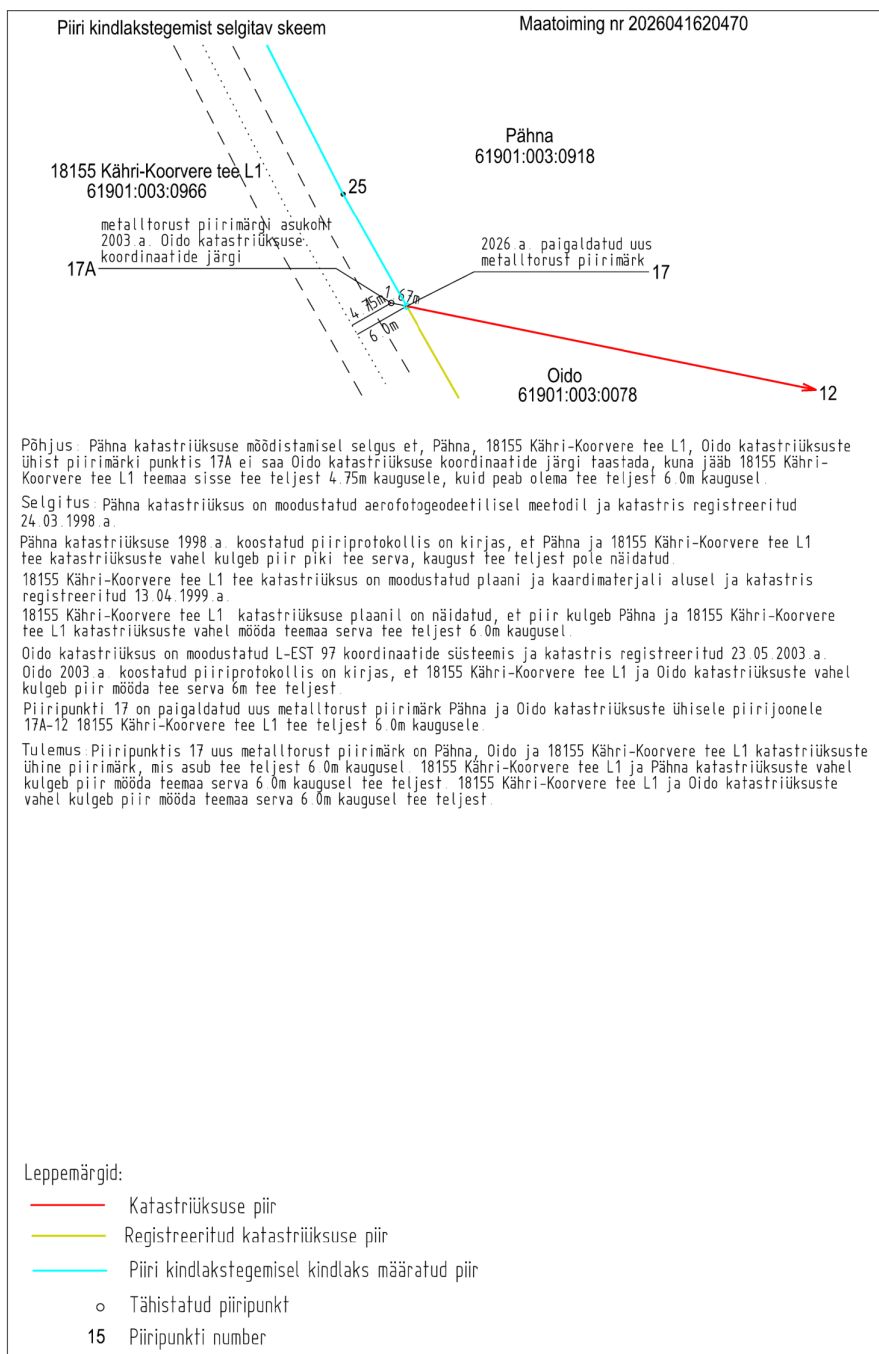 Piiri kindlakstegemist selgitav skeem
Maatoiming nr 2026041620470
Pähna
61901:003:0918
18155 Kähri-Koorvere tee L1
61901:003:0966
25
metalltorust piirimärgi asukoht
2003.a. Oido katastriüksuse
koordinaatide järgi
17A
2026.a. paigaldatud uus
metalltorust piirimärk
17
4.75m
1.67m
6.0m
Oido
61901:003:0078
12
Põhjus: Pähna katastriüksuse mõõdistamisel selgus et, Pähna, 18155 Kähri-Koorvere tee L1, Oido katastriüksuste
ühist piirimärki punktis 17A ei saa Oido katastriüksuse koordinaatide järgi taastada, kuna jääb 18155 Kähri-
Koorvere tee L1 teemaa sisse tee teljest 4.75m kaugusele, kuid peab olema tee teljest 6.0m kaugusel.
Selgitus: Pähna katastriüksus on moodustatud aerofotogeodeetilisel meetodil ja katastris registreeritud
24.03.1998.a.
Pähna katastriüksuse 1998.a. koostatud piiriprotokollis on kirjas, et Pähna ja 18155 Kähri-Koorvere tee L1
tee katastriüksuste vahel kulgeb piir piki tee serva, kaugust tee teljest pole näidatud.
18155 Kähri-Koorvere tee L1 tee katastriüksus on moodustatud plaani ja kaardimaterjali alusel ja katastris
registreeritud 13.04.1999.a.
18155 Kähri-Koorvere tee L1 katastriüksuse plaanil on näidatud, et piir kulgeb Pähna ja 18155 Kähri-Koorvere
tee L1 katastriüksuste vahel mööda teemaa serva tee teljest 6.0m kaugusel.
Oido katastriüksus on moodustatud L-EST 97 koordinaatide süsteemis ja katastris registreeritud 23.05.2003.a.
Oido 2003.a. koostatud piiriprotokollis on kirjas, et 18155 Kähri-Koorvere tee L1 ja Oido katastriüksuste vahel
kulgeb piir mööda tee serva 6m tee teljest.
Piiripunkti 17 on paigaldatud uus metalltorust piirimärk Pähna ja Oido katastriüksuste ühisele piirijoonele
17A-12 18155 Kähri-Koorvere tee L1 tee teljest 6.0m kaugusele.
Tulemus: Piiripunktis 17 uus metalltorust piirimärk on Pähna, Oido ja 18155 Kähri-Koorvere tee L1 katastriüksuste
ühine piirimärk, mis asub tee teljest 6.0m kaugusel. 18155 Kähri-Koorvere tee L1 ja Pähna katastriüksuste vahel
kulgeb piir mööda teemaa serva 6.0m kaugusel tee teljest. 18155 Kähri-Koorvere tee L1 ja Oido katastriüksuste
vahel kulgeb piir mööda teemaa serva 6.0m kaugusel tee teljest.
Leppemärgid:
Katastriüksuse piir
Registreeritud katastriüksuse piir
Piiri kindlakstegemisel kindlaks määratud piir
Tähistatud piiripunkt
15 Piiripunkti number